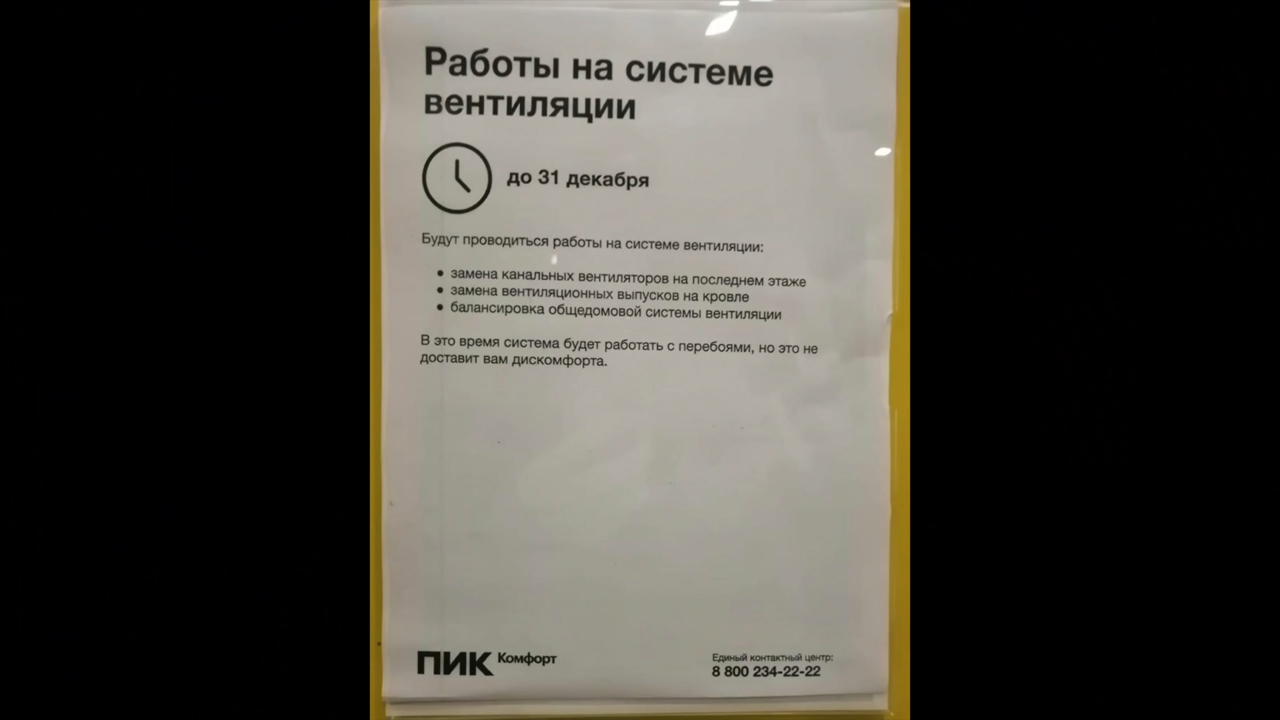 Работы на системе
вентиляции
до 31 декабря
Будут проводиться работы на системе вентиляции:
• замена канальных вентиляторов на последнем этаже
• замена вентиляционных выпусков на кровле
• балансировка общедомовой системы вентиляции
В это время система будет работать с перебоями, но это не
доставит вам дискомфорта.
ПИК Комфорт
Единый контактный центр:
8 800 234-22-22